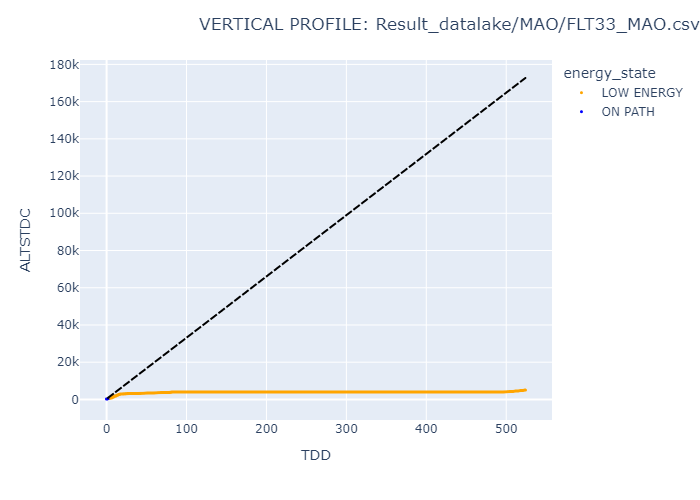 VERTICAL PROFILE: Result_datalake/MAO/FLT33_MAO.csv
energy_state
LOW ENERGY
ON PATH
ALTSTDC
180k
160k
140k
120k
100k
80k
60k
40k
20k
0
0 100 200 300 400 500
TDD